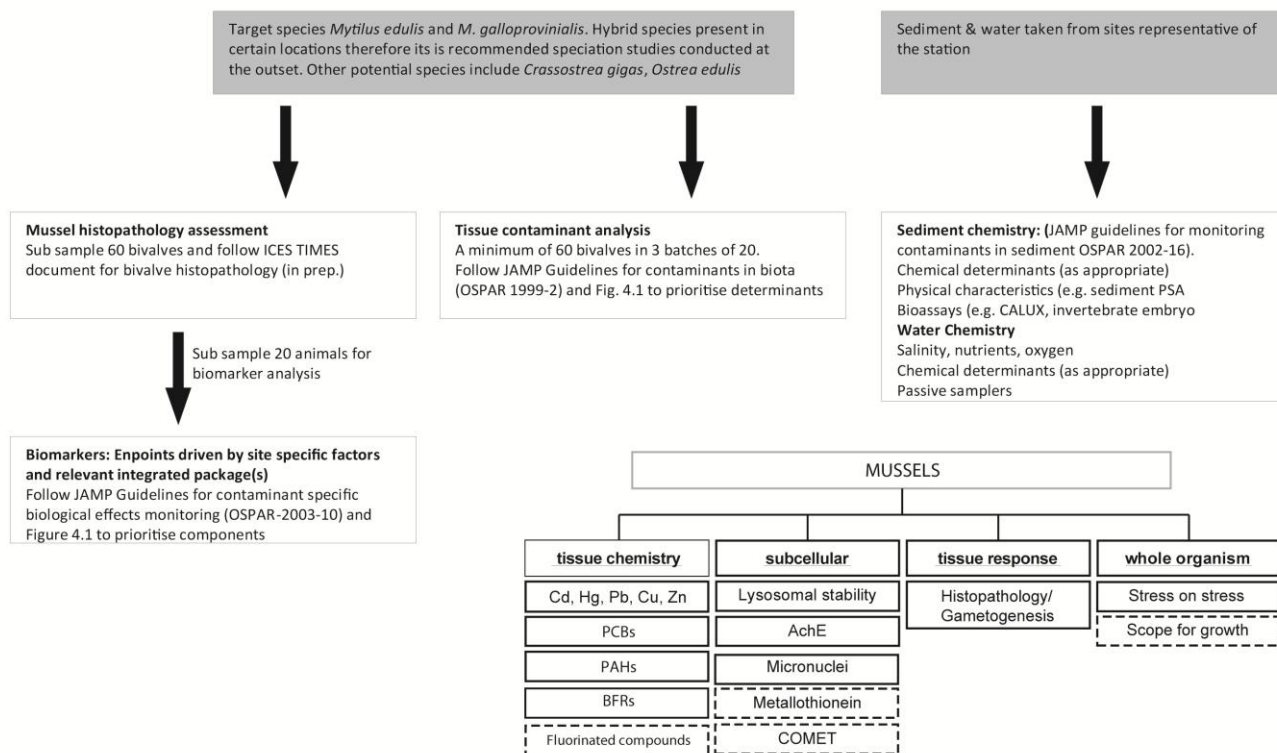 Target species Mytilus edulis and M. galloprovinialis. Hybrid species present in
certain locations therefore its is recommended speciation studies conducted at
the outset. Other potential species include Crassostrea gigas, Ostrea edulis
Sediment & water taken from sites representative of
the station
Mussel histopathology assessment
Sub sample 60 bivalves and follow ICES TIMES
document for bivalve histopathology (in prep.)
Tissue contaminant analysis
A minimum of 60 bivalves in 3 batches of 20.
Follow JAMP Guidelines for contaminants in biota
(OSPAR 1999-2) and Fig. 4.1 to prioritise determinants
Sediment chemistry: (JAMP guidelines for monitoring
contaminants in sediment OSPAR 2002-16).
Chemical determinants (as appropriate)
Physical characteristics (e.g. sediment PSA
Bioassays (e.g. CALUX, invertebrate embryo
Water Chemistry
Salinity, nutrients, oxygen
Chemical determinants (as appropriate)
Passive samplers
Sub sample 20 animals for
biomarker analysis
Biomarkers: Enpoints driven by site specific factors
and relevant integrated package(s)
Follow JAMP Guidelines for contaminant specific
biological effects monitoring (OSPAR-2003-10) and
Figure 4.1 to prioritise components
MUSSELS
tissue chemistry
Cd, Hg, Pb, Cu, Zn
PCBs
PAHs
BFRs
Fluorinated compounds
subcellular
Lysosomal stability
AchE
Micronuclei
Metallothionein
COMET
tissue response
Histopathology/
Gametogenesis
whole organism
Stress on stress
Scope for growth